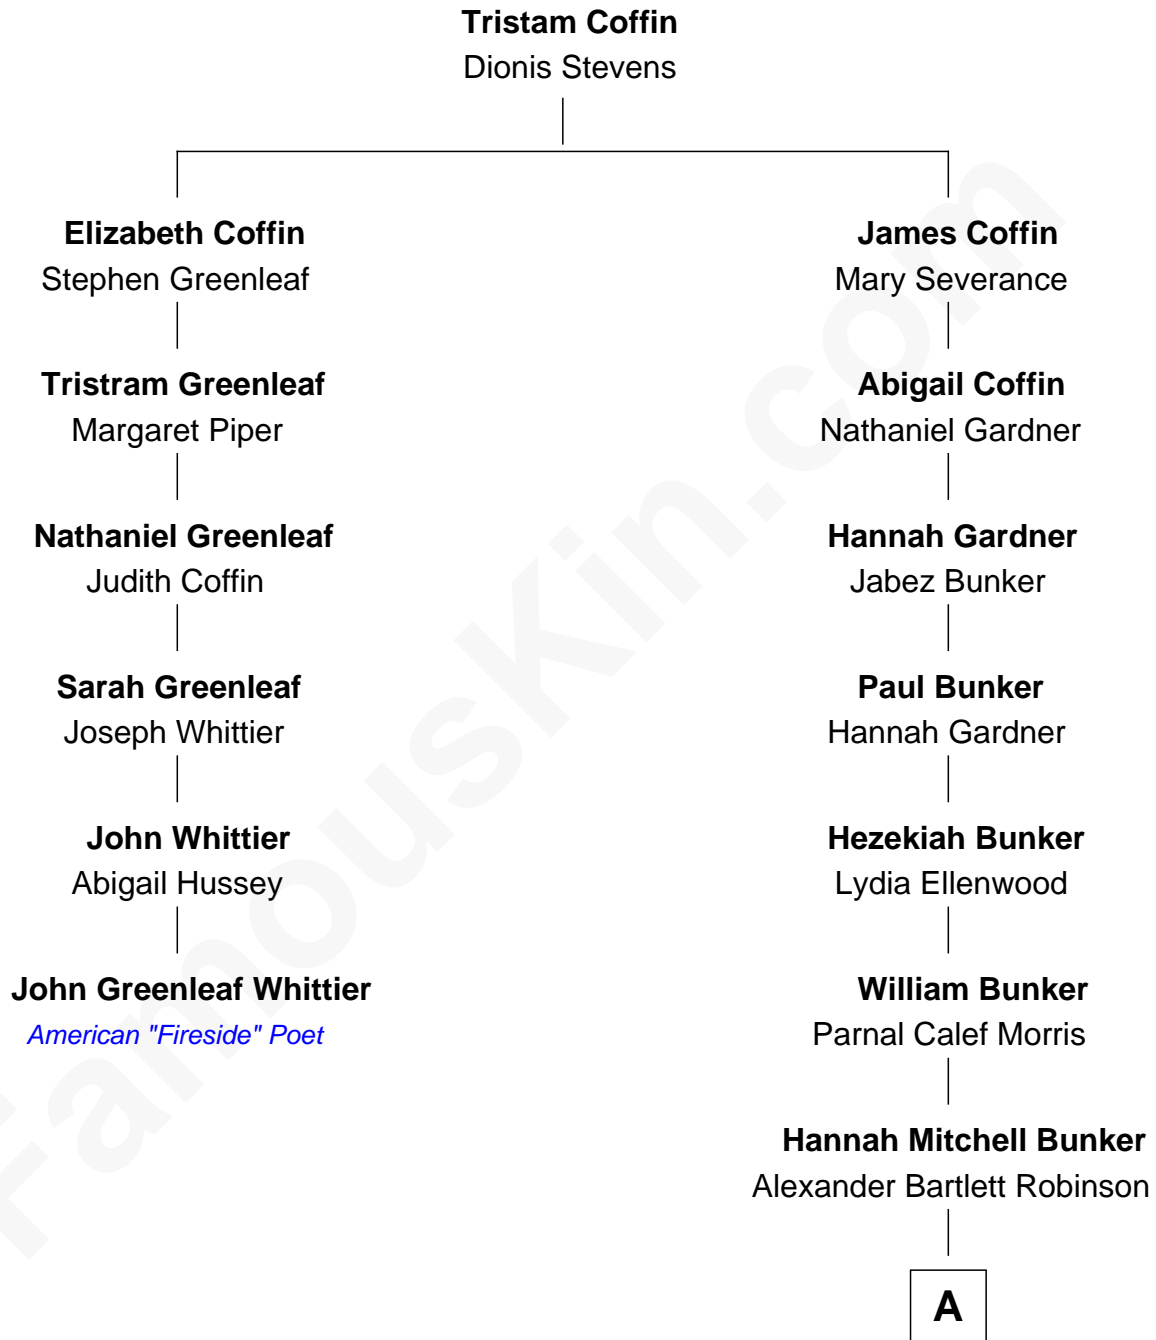 Tristam Coffin
Dionis Stevens
Elizabeth Coffin
Stephen Greenleaf
Tristram Greenleaf
Margaret Piper
Nathaniel Greenleaf
Judith Coffin
Sarah Greenleaf
Joseph Whittier
John Whittier
Abigail Hussey
John Greenleaf Whittier
American "Fireside" Poet
James Coffin
Mary Severance
Abigail Coffin
Nathaniel Gardner
Hannah Gardner
Jabez Bunker
Paul Bunker
Hannah Gardner
Hezekiah Bunker
Lydia Ellenwood
William Bunker
Parnal Calef Morris
Hannah Mitchell Bunker
Alexander Bartlett Robinson
A
FamousKin.com